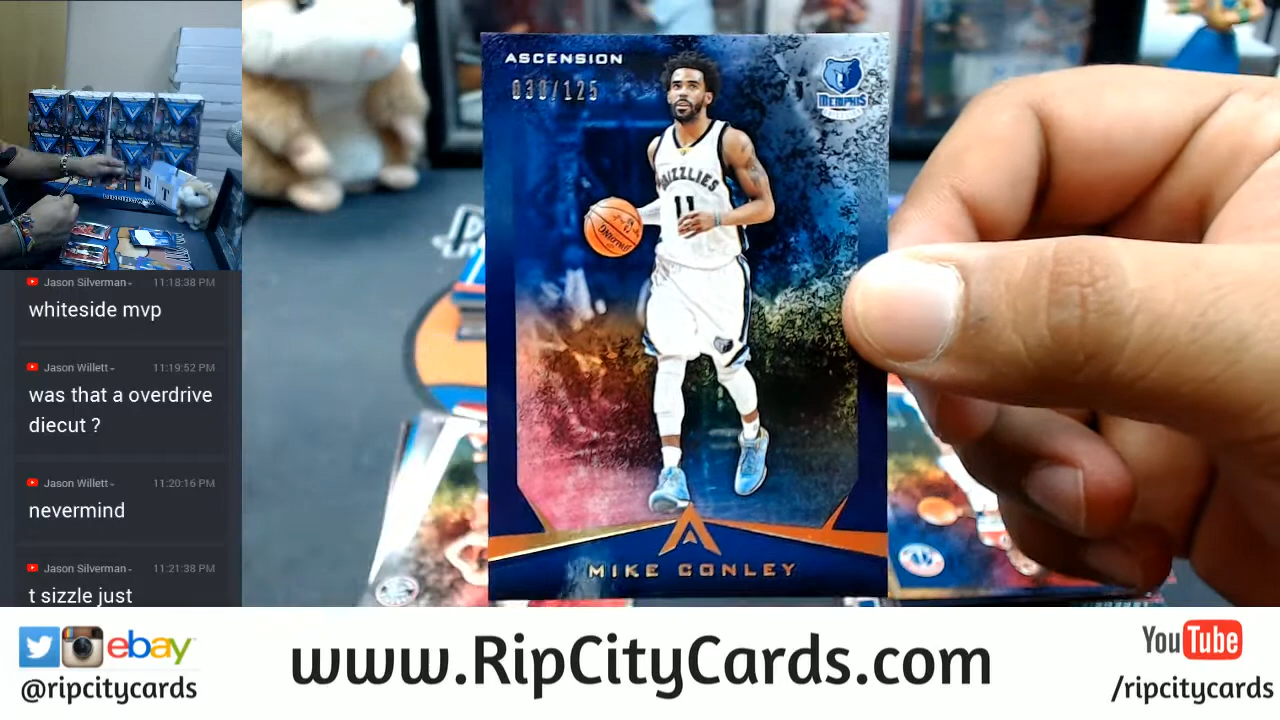 Jason Silverman 11:18:38 PM
whiteside mvp
Jason Willett 11:19:52 PM
was that a overdrive
diecut ?
Jason Willett 11:20:16 PM
nevermind
Jason Silverman 11:21:38 PM
t sizzle just
ASCENSION
030/125
MEMPHIS
GRIZZLIES
11
MIKE CONLEY
ebay
@ripcitycards
www.RipCityCards.com
YouTube
/ripcitycards